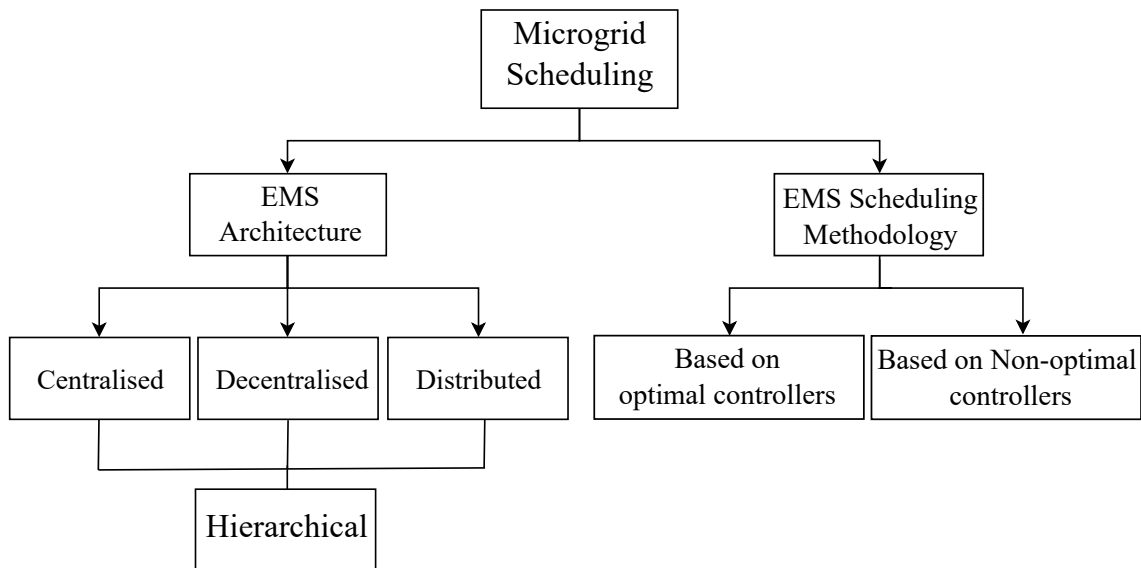 Microgrid
Scheduling
EMS
Architecture
EMS Scheduling
Methodology
Centralised
Decentralised
Distributed
Based on
optimal controllers
Based on Non-optimal
controllers
Hierarchical